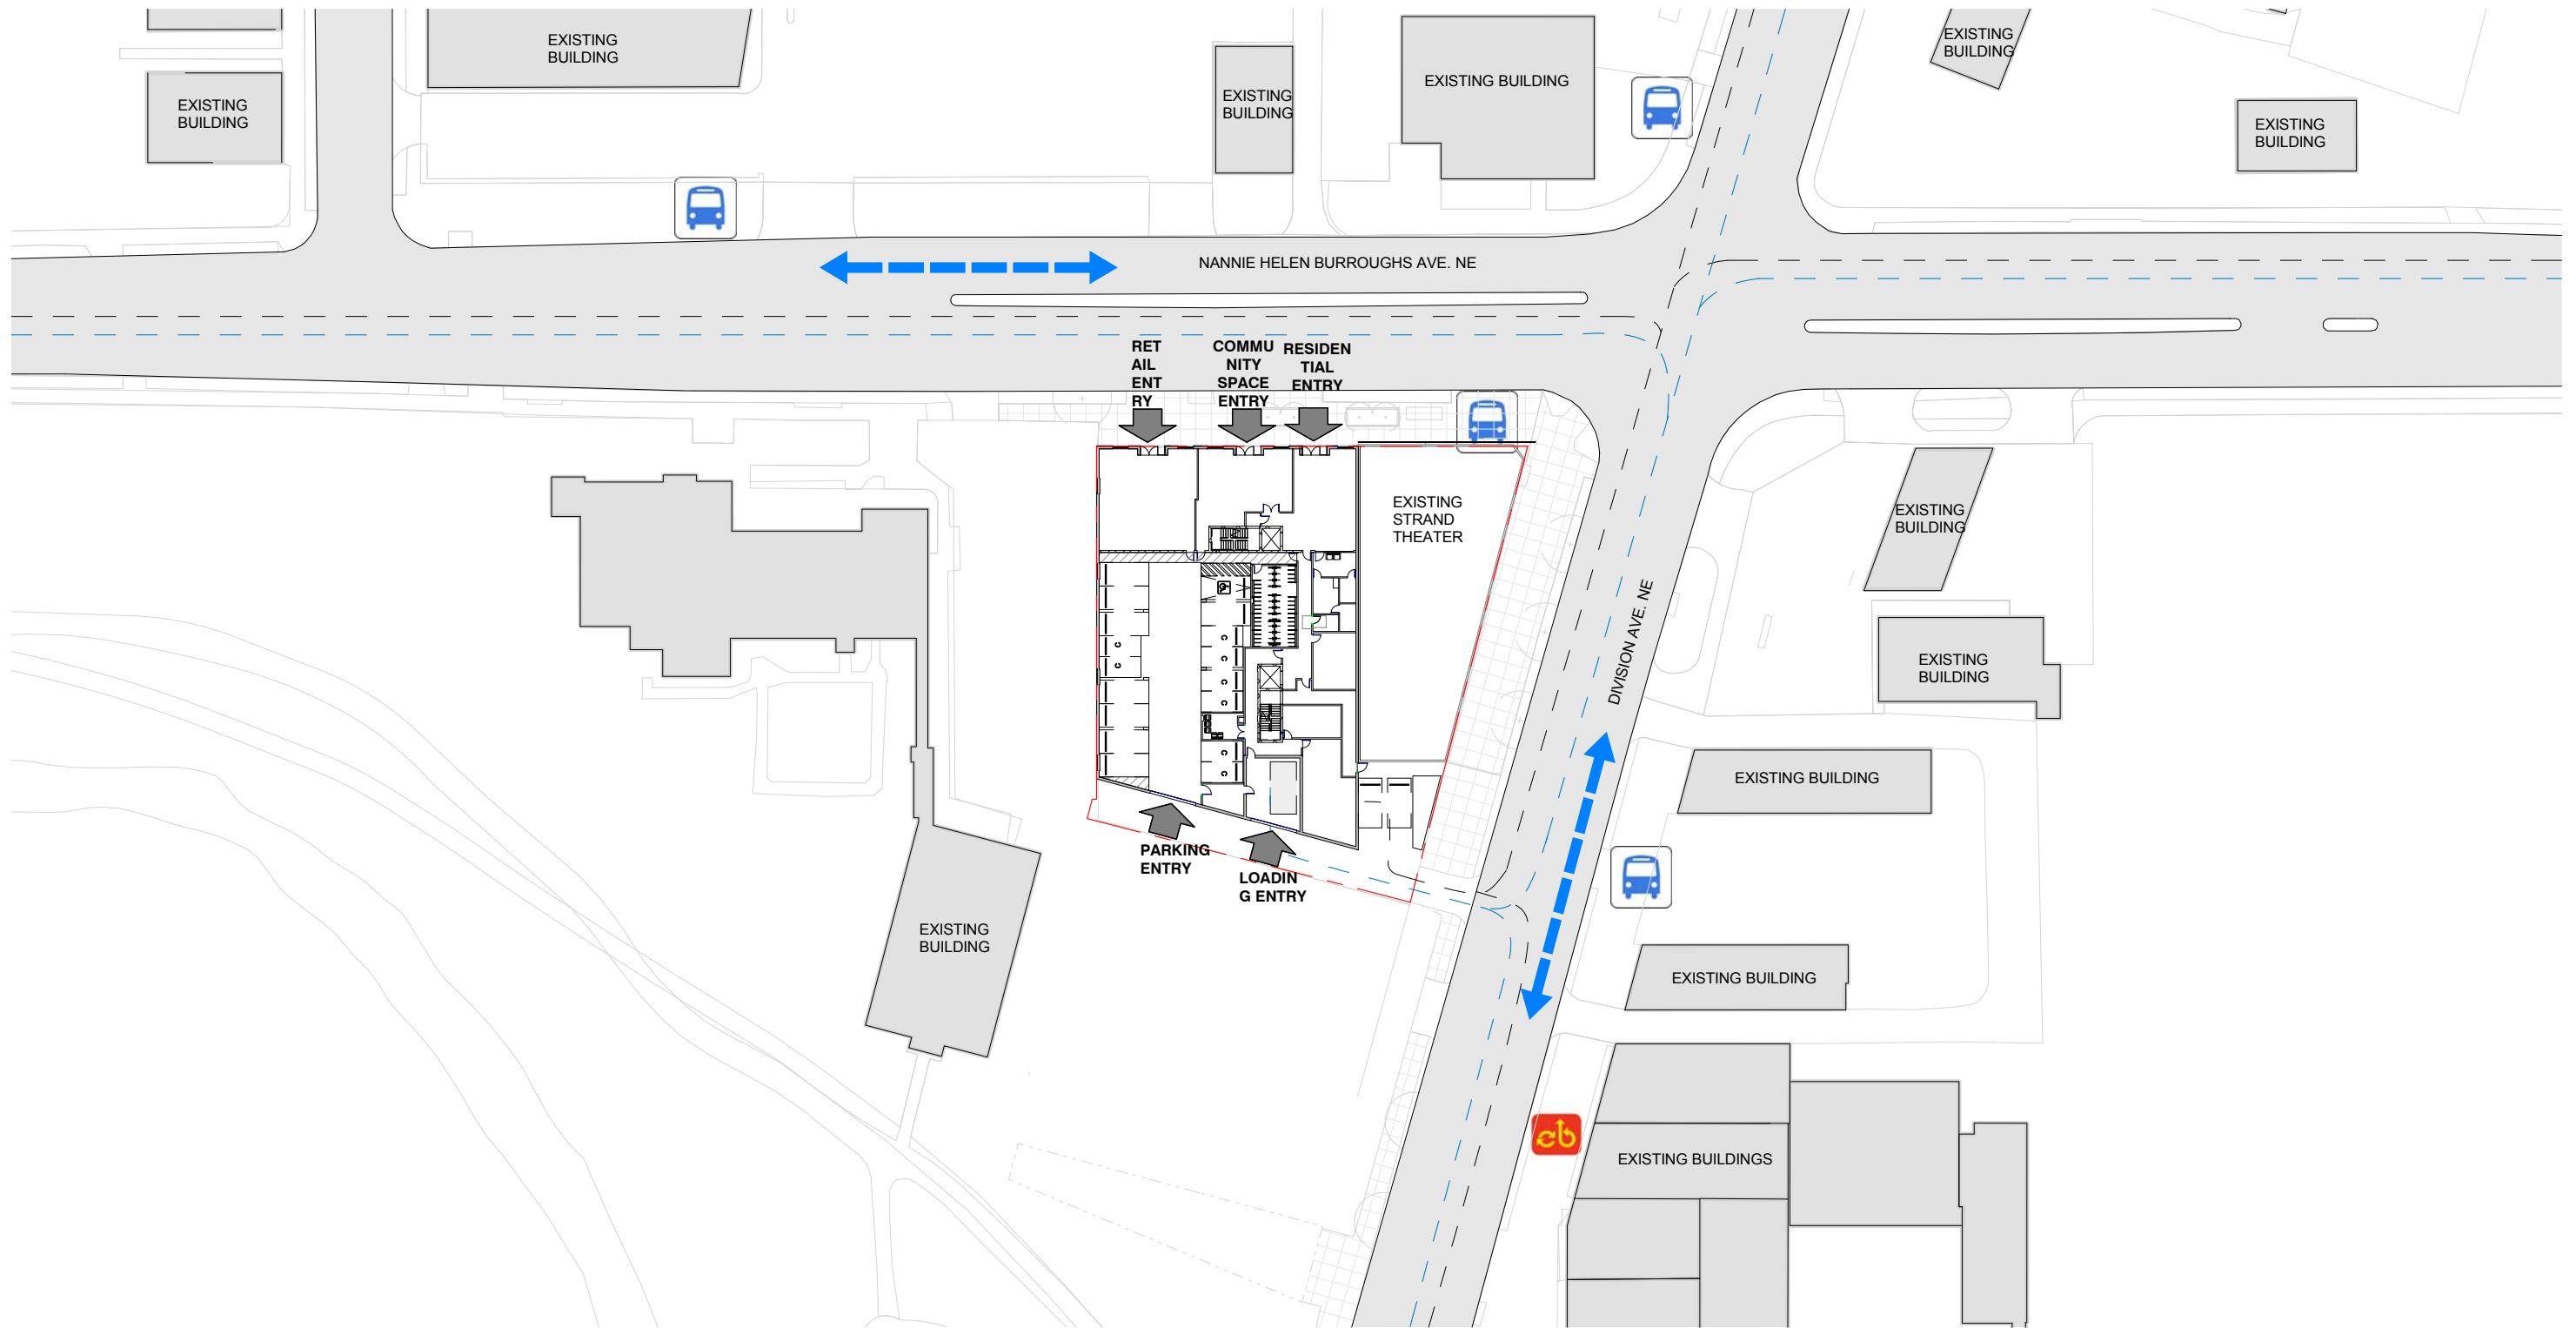 EXISTING
BUILDING
EXISTING
BUILDING
EXISTING
BUILDING
EXISTING BUILDING
EXISTING
BUILDING
EXISTING
BUILDING
NANNIE HELEN BURROUGHS AVE. NE
RET
AIL
ENT
RY
COMMU
NITY
SPACE
ENTRY
RESIDEN
TIAL
ENTRY
EXISTING
STRAND
THEATER
EXISTING
BUILDING
DIVISION AVE. NE
EXISTING
BUILDING
C
C
C
C
C
C
C
C
EXISTING BUILDING
PARKING
ENTRY
LOADIN
G ENTRY
EXISTING
BUILDING
EXISTING BUILDING
cb
EXISTING BUILDINGS